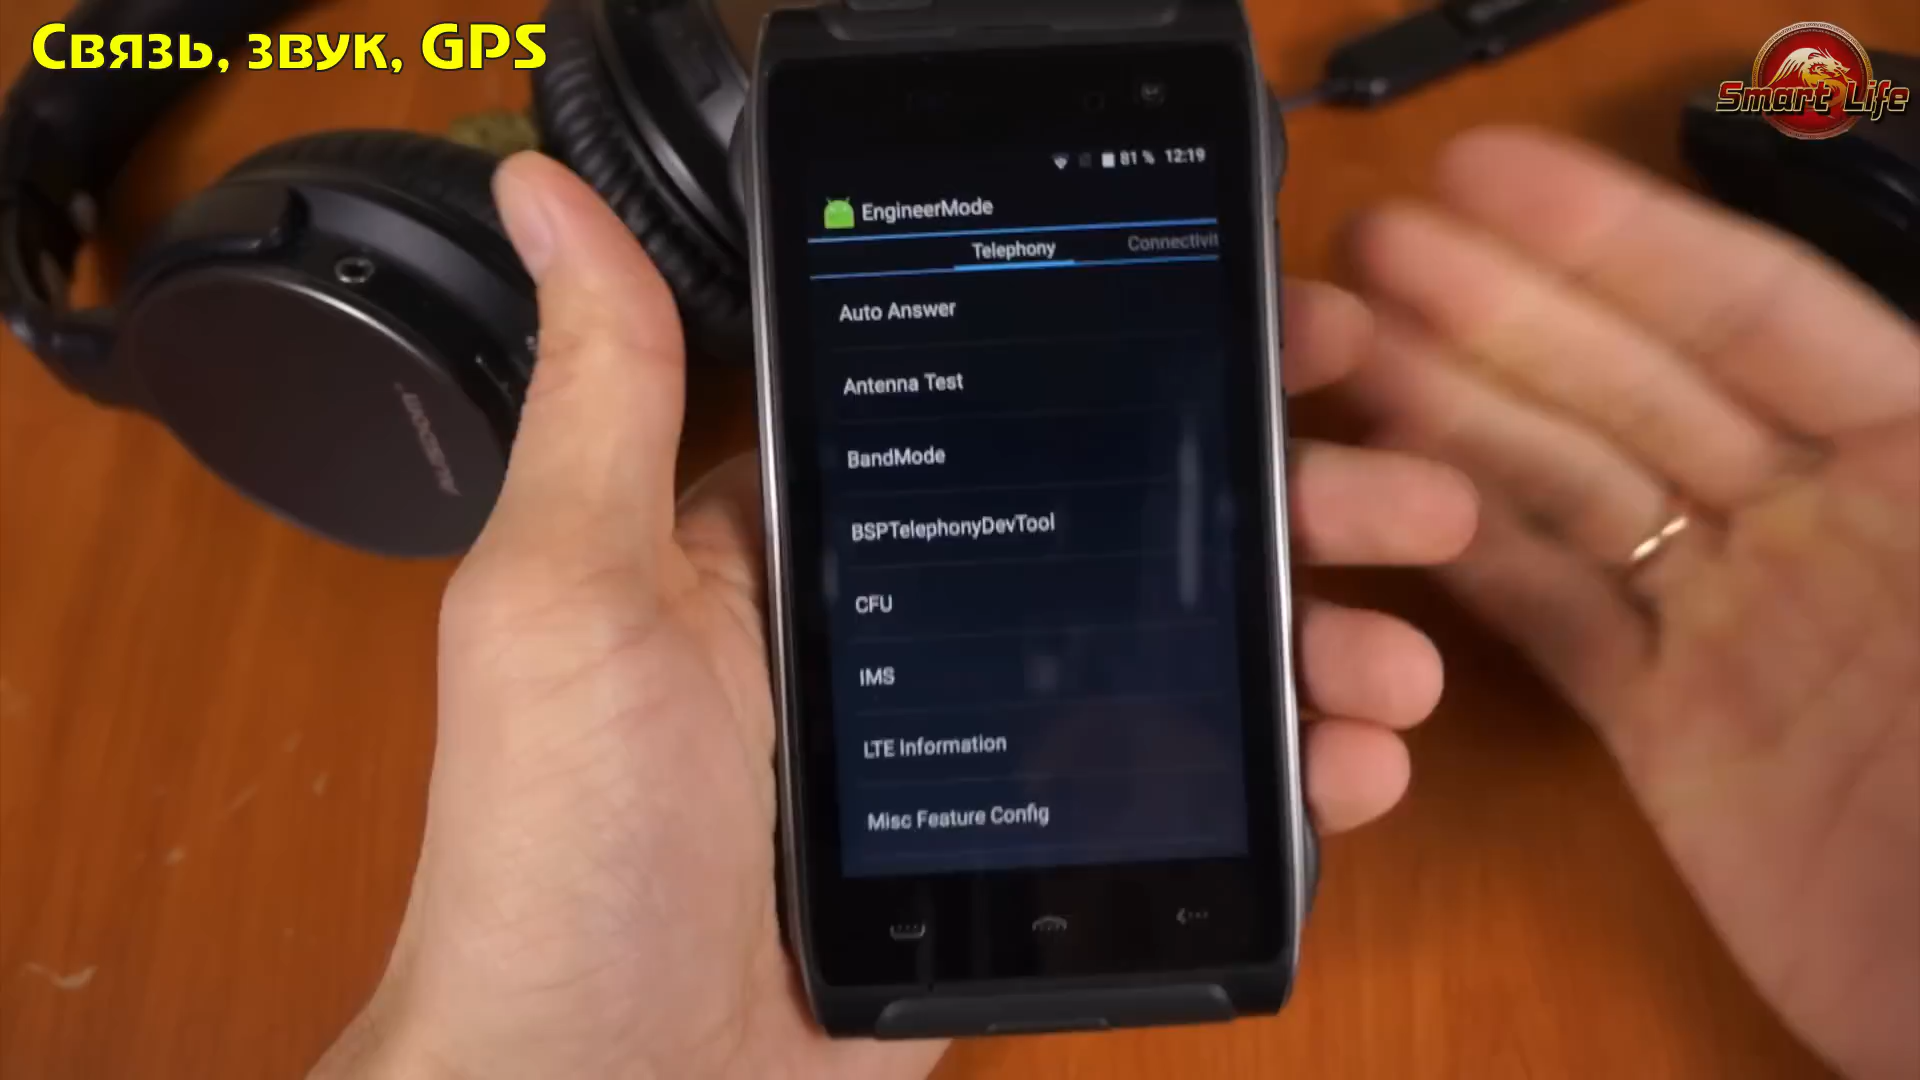 Связь, звук, GPS
Smart Life
81 % 12:19
EngineerMode
Telephony Connectivit
Auto Answer
Antenna Test
BandMode
BSPTelephonyDevTool
CFU
IMS
LTE Information
Misc Feature Config